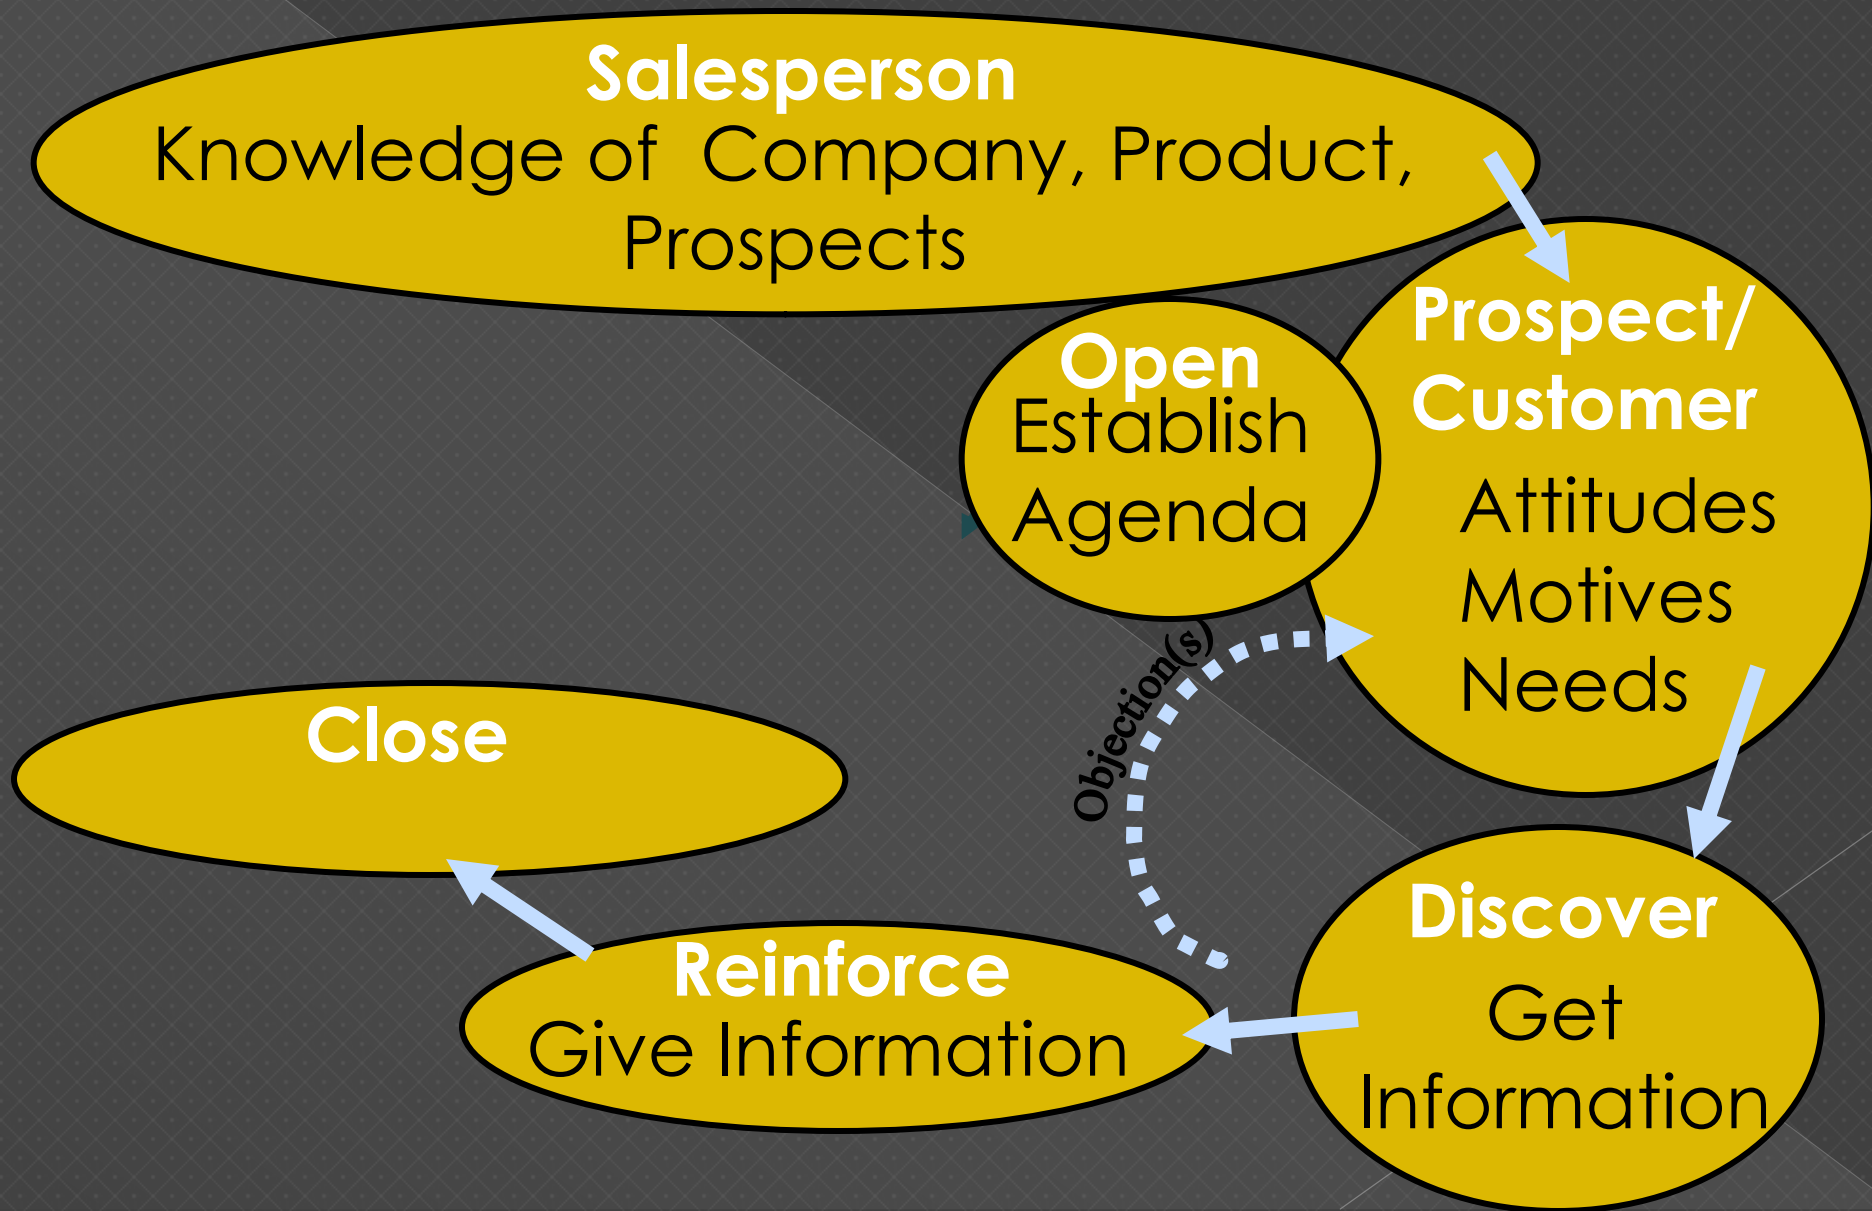 Salesperson
Knowledge of Company, Product,
Prospects
Open
Establish
Agenda
Prospect/
Customer
Attitudes
Motives
Needs
Objection(s)
Close
Discover
Get
Information
Reinforce
Give Information